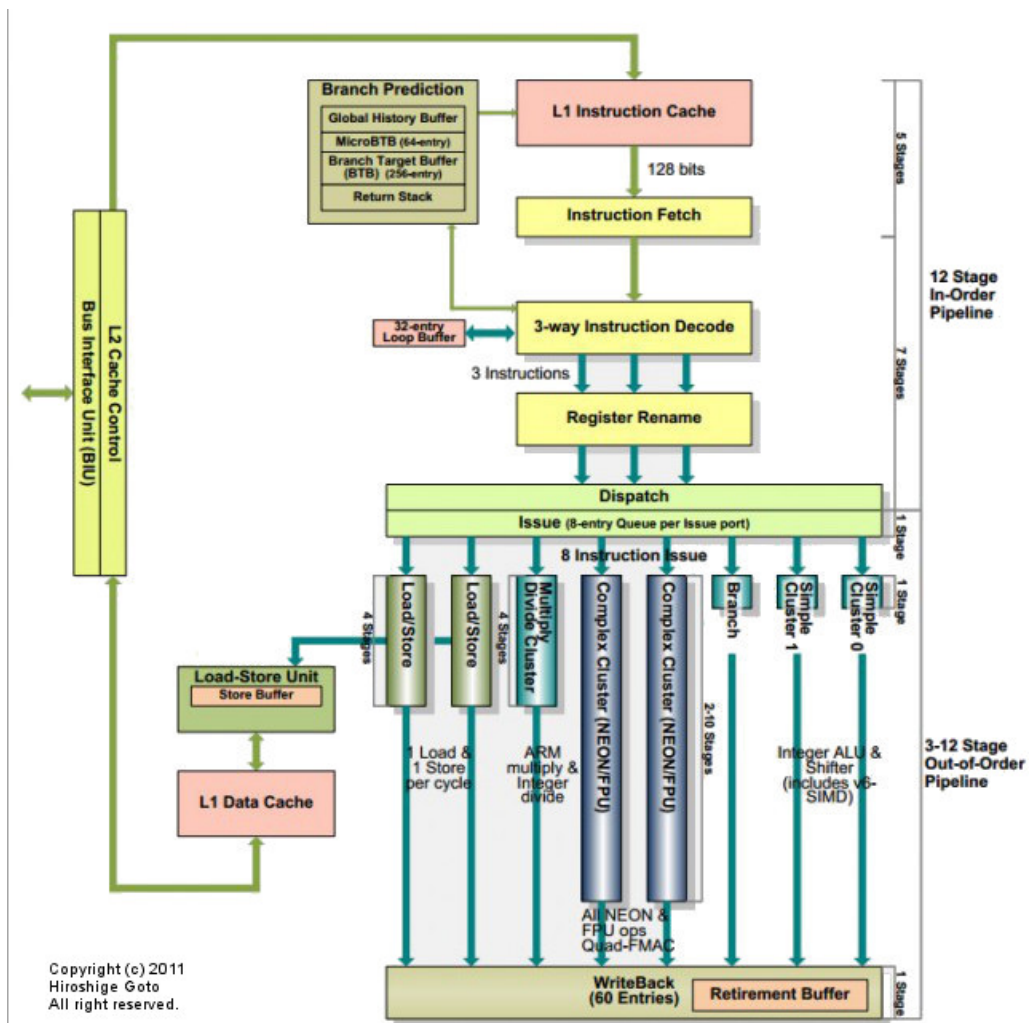 Branch Prediction
Global History Buffer
MicroBTB (64-entry)
Branch Target Buffer
(BTB) (256-entry)
Return Stack
L1 Instruction Cache
128 bits
Instruction Fetch
5 Stages
12 Stage
In-Order
Pipeline
32-entry
Loop Buffer
3-way Instruction Decode
3 Instructions
7 Stages
Register Rename
L2 Cache Control
Bus Interface Unit (BIU)
Dispatch
Issue (8-entry Queue per Issue port)
1 Stage
8 Instruction Issue
4 Stages
Load/Store
Load/Store
4 Stages
Multiply
Divide Cluster
Complex Cluster (NEON/FPU)
Complex Cluster (NEON/FPU)
Branch
Simple
Cluster 1
Simple
Cluster 0
1 Stage
Load-Store Unit
Store Buffer
L1 Data Cache
1 Load &
1 Store
per cycle
ARM
multiply &
Integer
divide
2-10 Stages
Integer ALU &
Shifter
(includes v6-
SIMD)
3-12 Stage
Out-of-Order
Pipeline
All NEON &
FPU ops
Quad-FMAC
WriteBack
(60 Entries)
Retirement Buffer
1 Stage
Copyright (c) 2011
Hiroshige Goto
All right reserved.